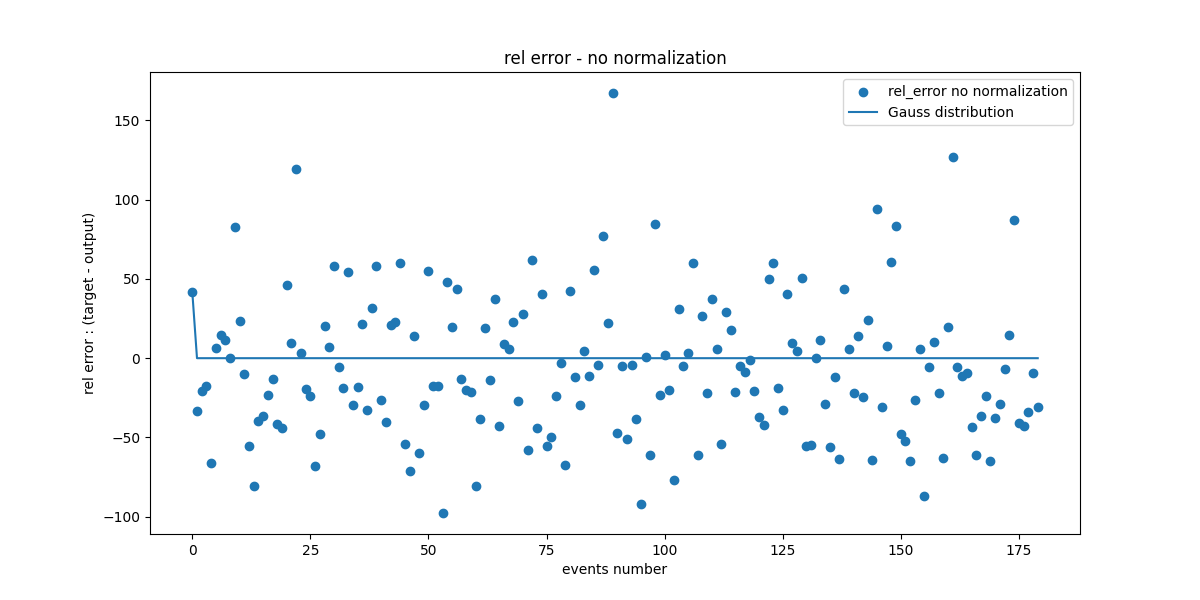 rel error - no normalization
rel_error no normalization
Gauss distribution
rel error : (target - output)
150
100
50
0
−50
−100
0
25
50
75
100
125
150
175
events number